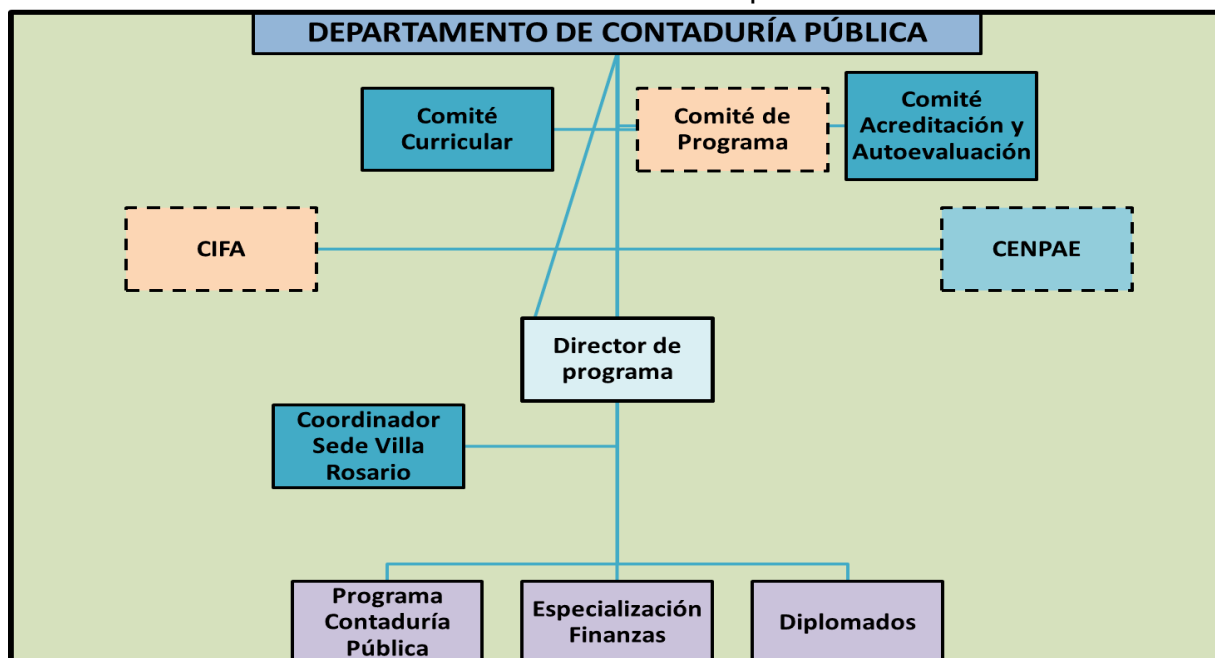 DEPARTAMENTO DE CONTADURÍA PÚBLICA
Comité
Curricular
Comité de
Programa
Comité
Acreditación y
Autoevaluación
CIFA
CENPAE
Director de
programa
Coordinador
Sede Villa
Rosario
Programa
Contaduría
Pública
Especialización
Finanzas
Diplomados